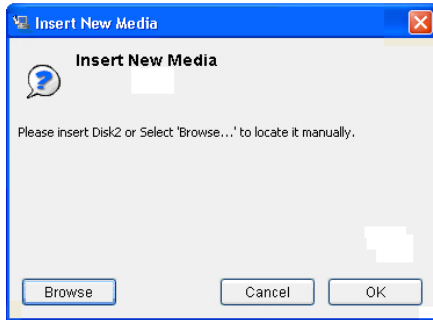 Insert New Media
Insert New Media
Please insert Disk2 or Select 'Browse...' to locate it manually.
Browse
Cancel
OK